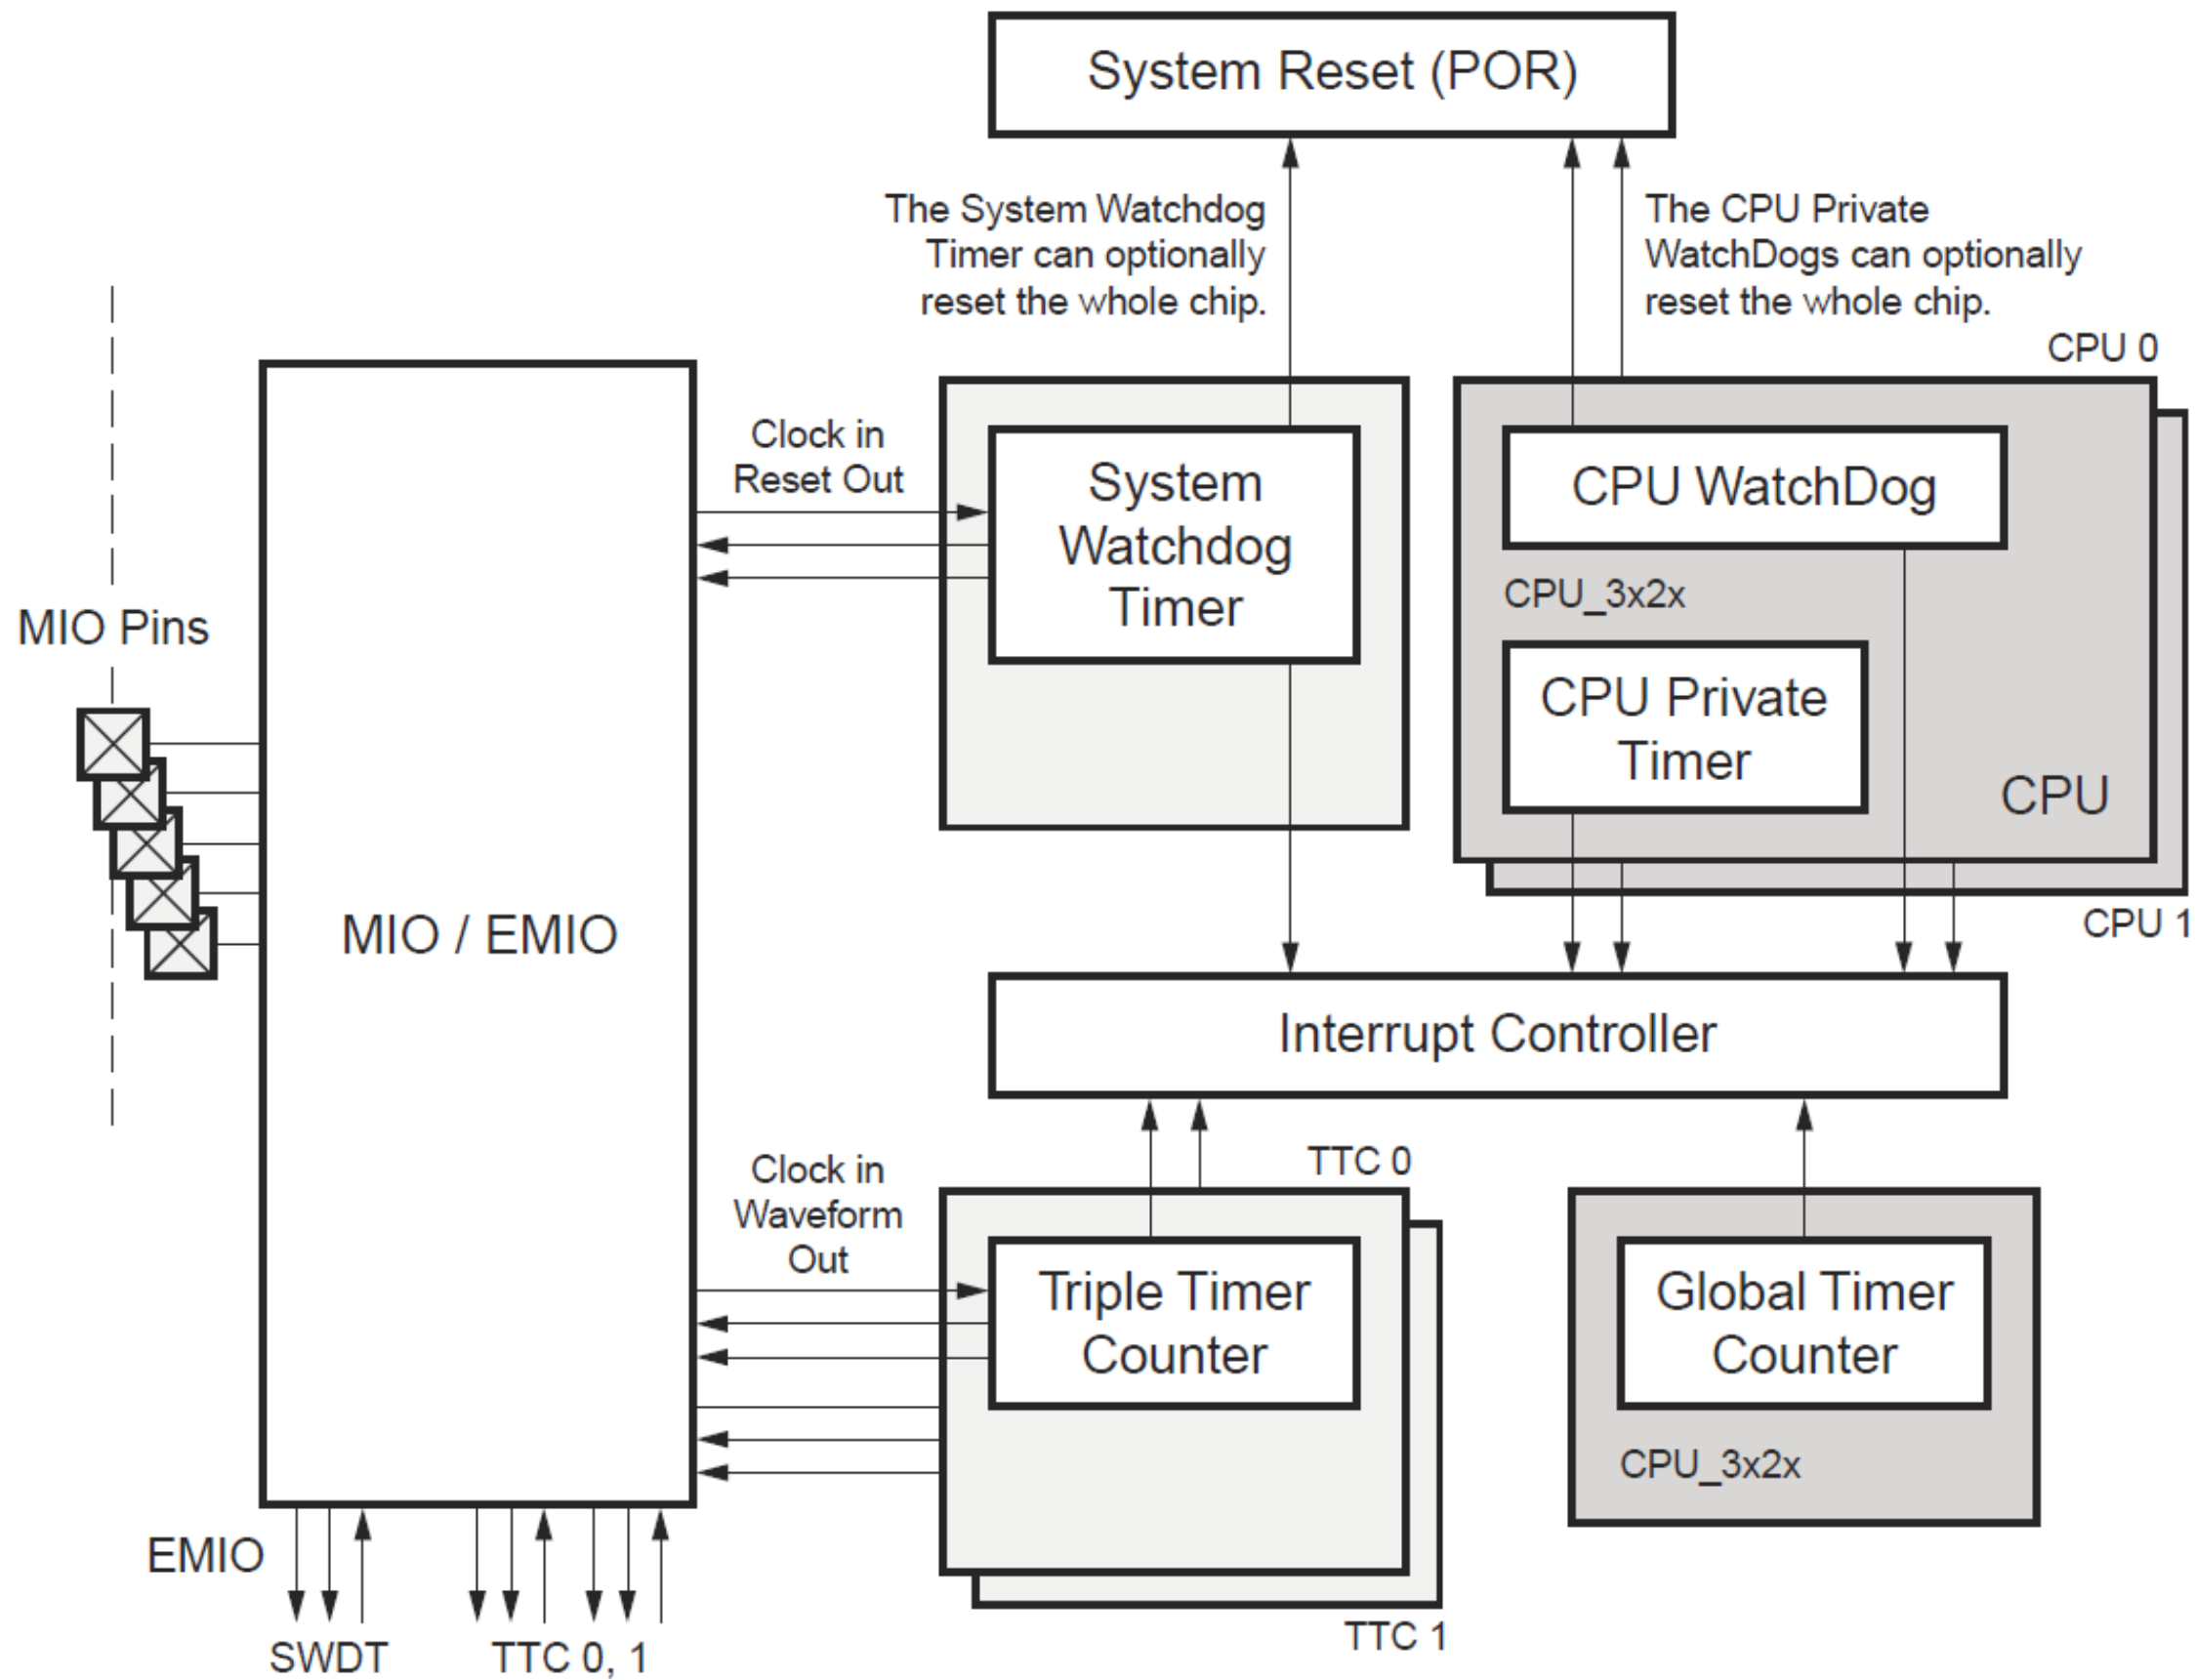 System Reset (POR)
The System Watchdog
Timer can optionally
reset the whole chip.
The CPU Private
WatchDogs can optionally
reset the whole chip.
CPU 0
Clock in
Reset Out
System
Watchdog
Timer
CPU WatchDog
CPU_3x2x
MIO Pins
CPU Private
Timer
CPU
CPU 1
MIO / EMIO
Interrupt Controller
TTC 0
Clock in
Waveform
Out
Triple Timer
Counter
Global Timer
Counter
CPU_3x2x
EMIO
TTC 1
SWDT
TTC 0, 1